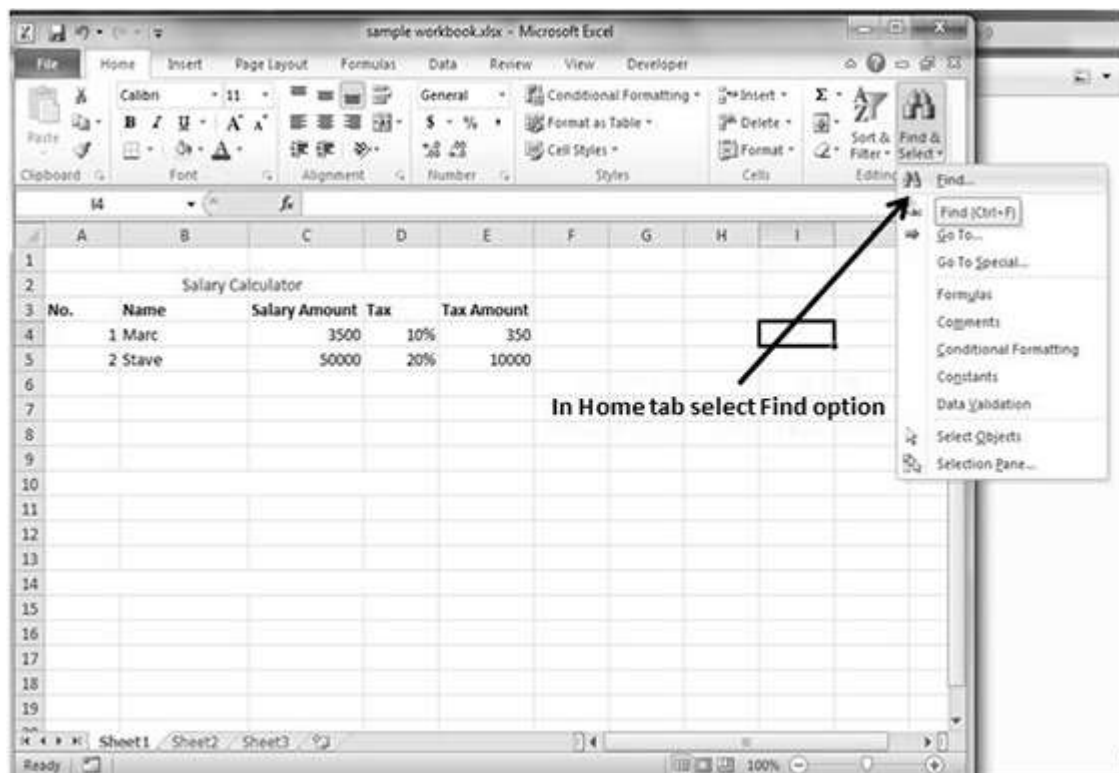 sample workbook.xlsx - Microsoft Excel
File Home Insert Page Layout Formulas Data Review View Developer
Calibri 11 General Conditional Formatting Insert Σ
Paste B I U A A $ % , Format as Table Delete Sort & Find &
Cell Styles Format Filter Select
Clipboard Font Alignment Number Styles Cells Editing
I4 fx
Find...
Find (Ctrl+F)
Go To...
Go To Special...
Formulas
Comments
Conditional Formatting
Constants
Data Validation
Select Objects
Selection Pane...
A B C D E F G H I
1
2 Salary Calculator
3 No. Name Salary Amount Tax Tax Amount
4 1 Marc 3500 10% 350
5 2 Stave 50000 20% 10000
6
7
8
9
10
11
12
13
14
15
16
17
18
19
In Home tab select Find option
Sheet1 Sheet2 Sheet3
Ready 100%